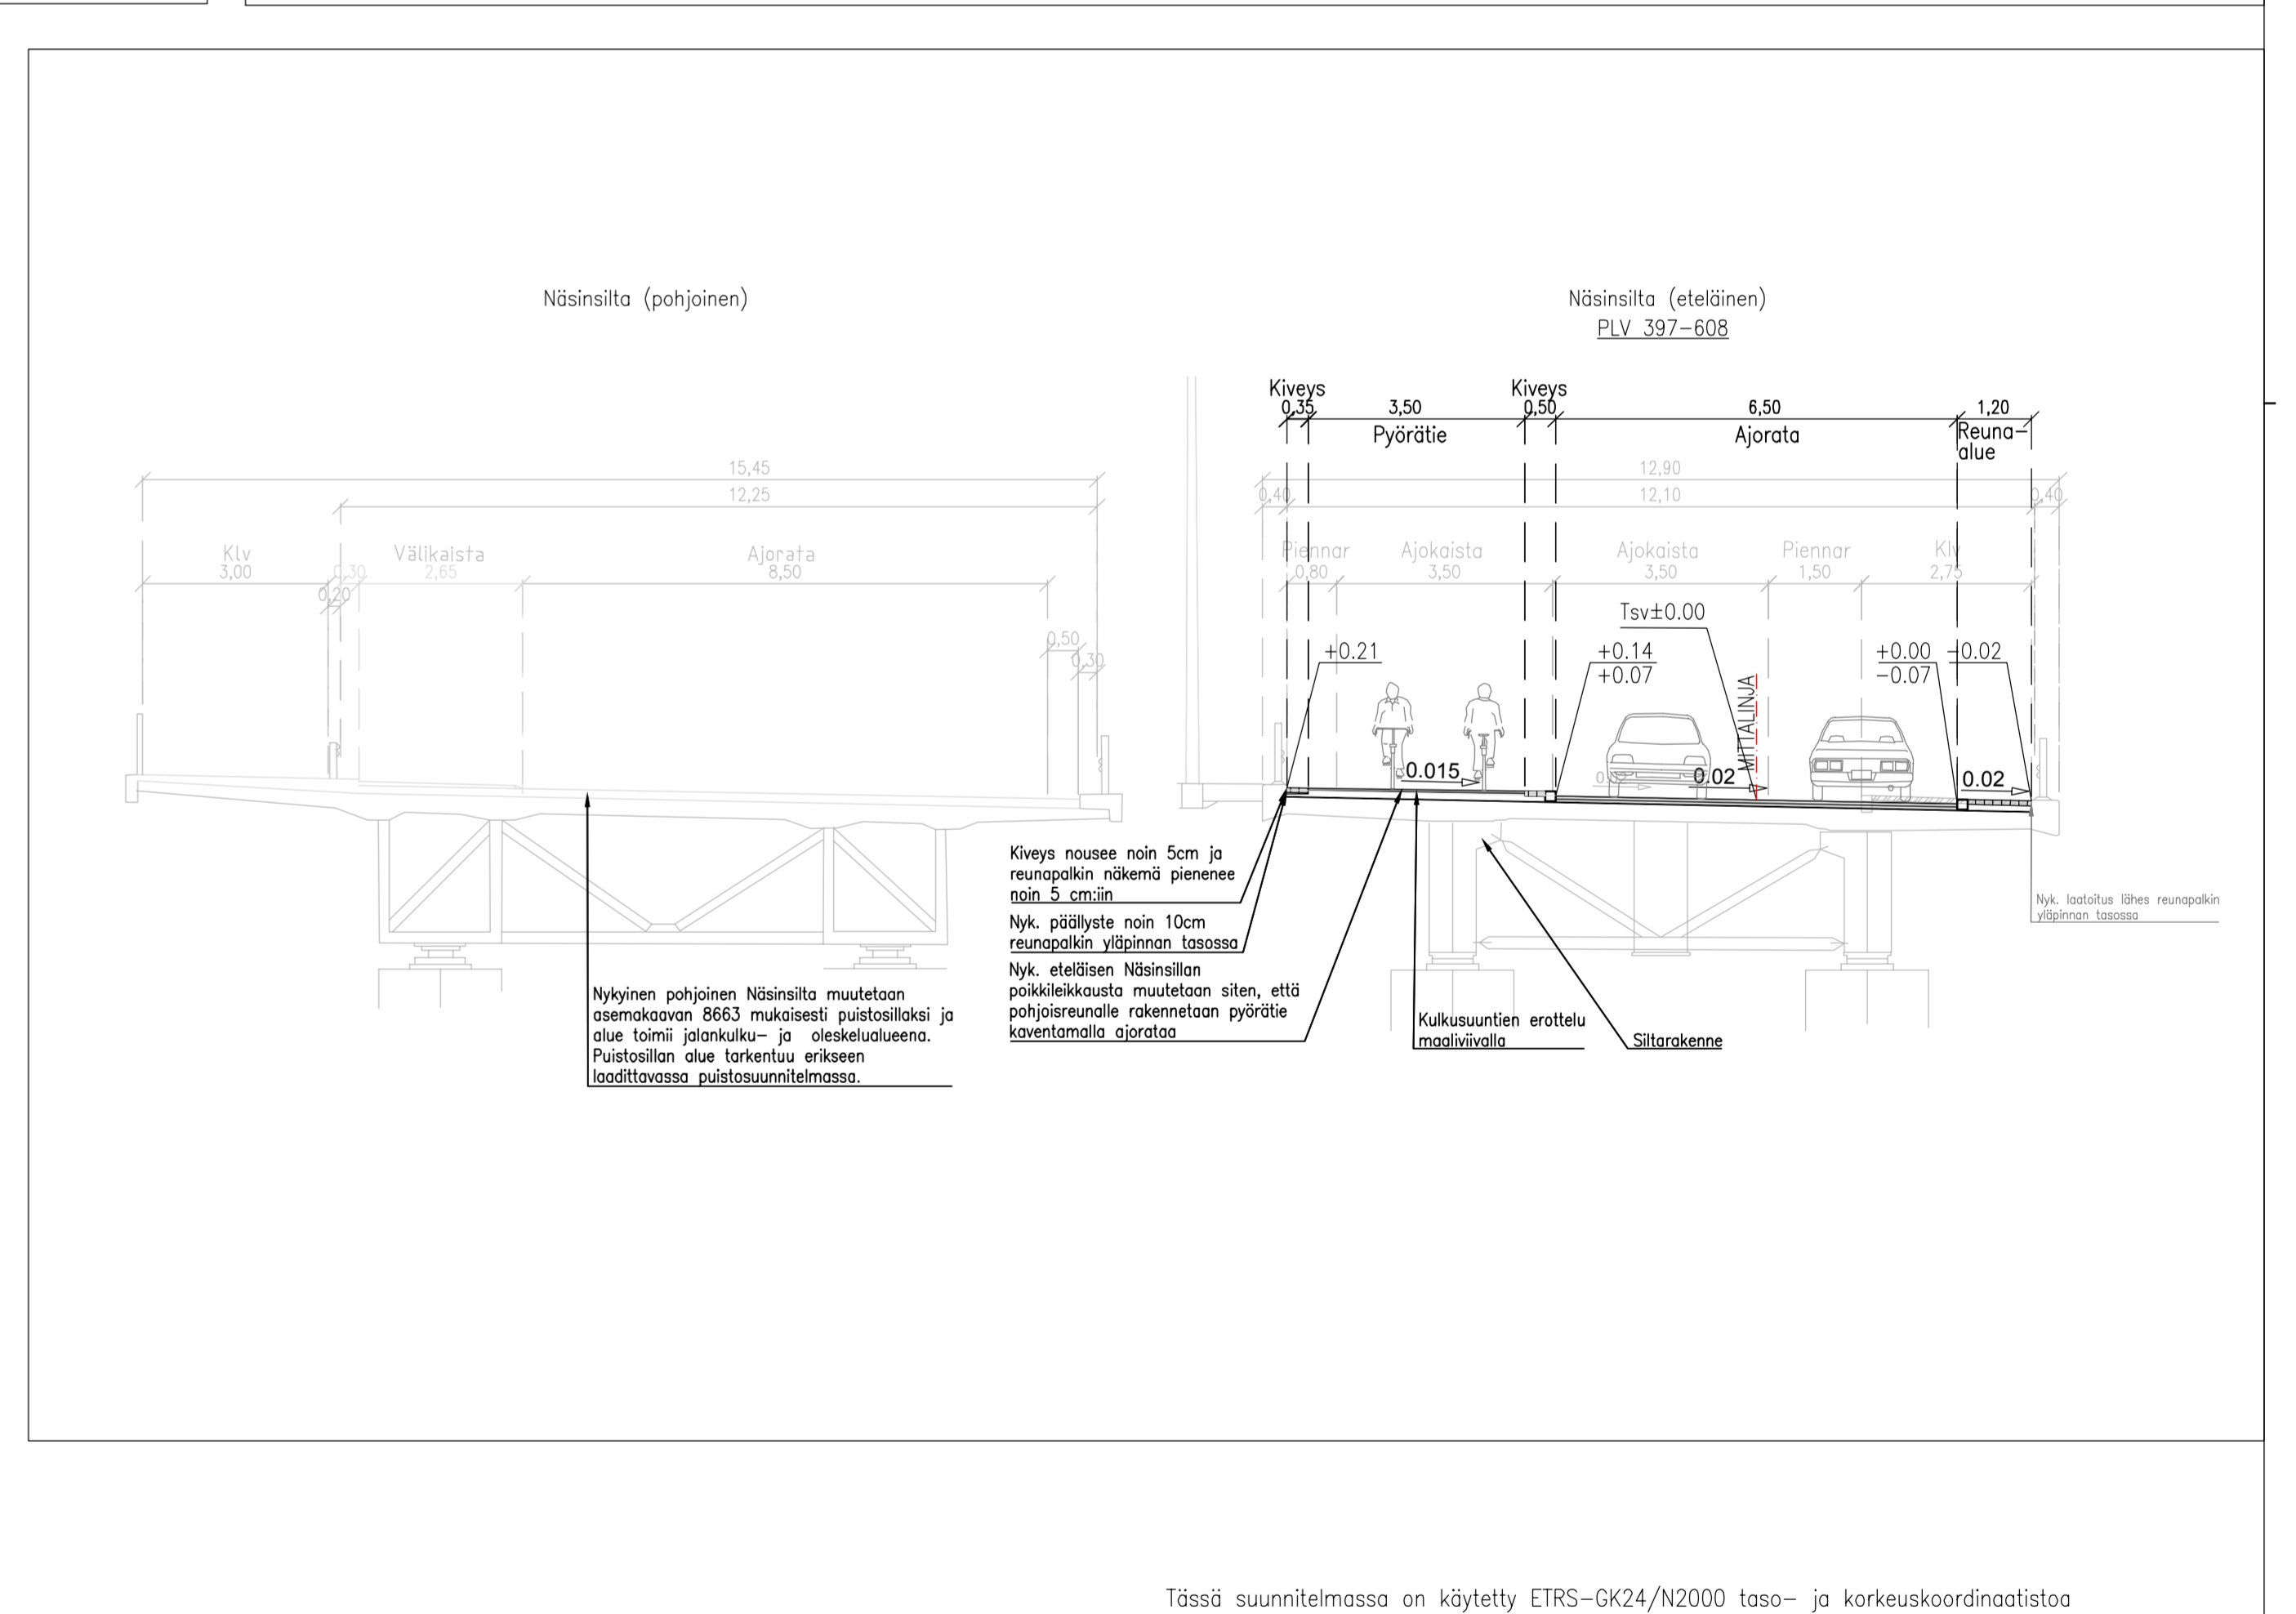 Näsinsilta (pohjoinen)
15,45
12,25
Klv
3,00
0,30
0,20
Välikaista
2,65
Ajorata
8,50
0,50
0,30
Nykyinen pohjoinen Näsinsilta muutetaan
asemakaavan 8663 mukaisesti puistosillaksi ja
alue toimii jalankulku- ja oleskelualueena.
Puistosillan alue tarkentuu erikseen
laadittavassa puistosuunnitelmassa.
Näsinsilta (eteläinen)
PLV 397-608
Kiveys
0,35
3,50
Pyörätie
Kiveys
0,50
6,50
Ajorata
1,20
Reuna-
alue
12,90
0,40
12,10
0,40
Piennar
0,80
Ajokaista
3,50
Ajokaista
3,50
Piennar
1,50
Klv
2,75
Tsv±0.00
+0.21
+0.14
+0.07
+0.00
-0.07
-0.02
MITTALINJA
0.015
0.02
0.02
Kiveys nousee noin 5cm ja
reunapalkin näkemä pienenee
noin 5 cm:iin
Nyk. päällyste noin 10cm
reunapalkin yläpinnan tasossa
Nyk. eteläisen Näsinsillan
poikkileikkausta muutetaan siten, että
pohjoisreunalle rakennetaan pyörätie
kaventamalla ajorataa
Kulkusuuntien erottelu
maaliviivalla
Siltarakenne
Nyk. laatoitus lähes reunapalkin
yläpinnan tasossa
Tässä suunnitelmassa on käytetty ETRS-GK24/N2000 taso- ja korkeuskoordinaatistoa